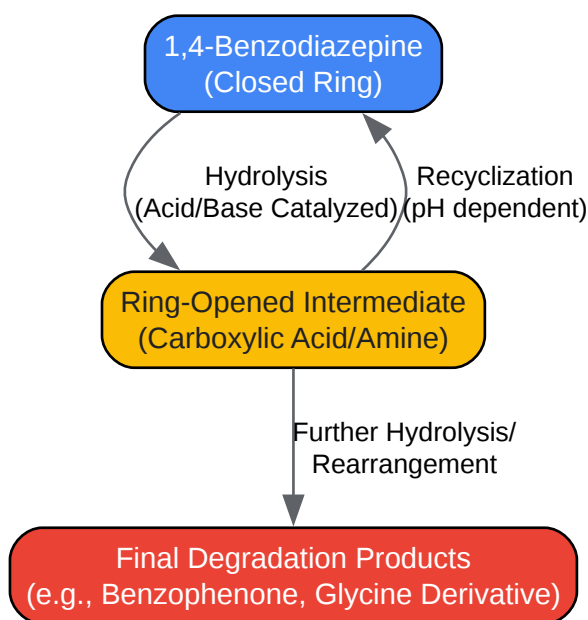 1,4-Benzodiazepine
(Closed Ring)
Hydrolysis
(Acid/Base Catalyzed)
Recyclization
(pH dependent)
Ring-Opened Intermediate
(Carboxylic Acid/Amine)
Further Hydrolysis/
Rearrangement
Final Degradation Products
(e.g., Benzophenone, Glycine Derivative)